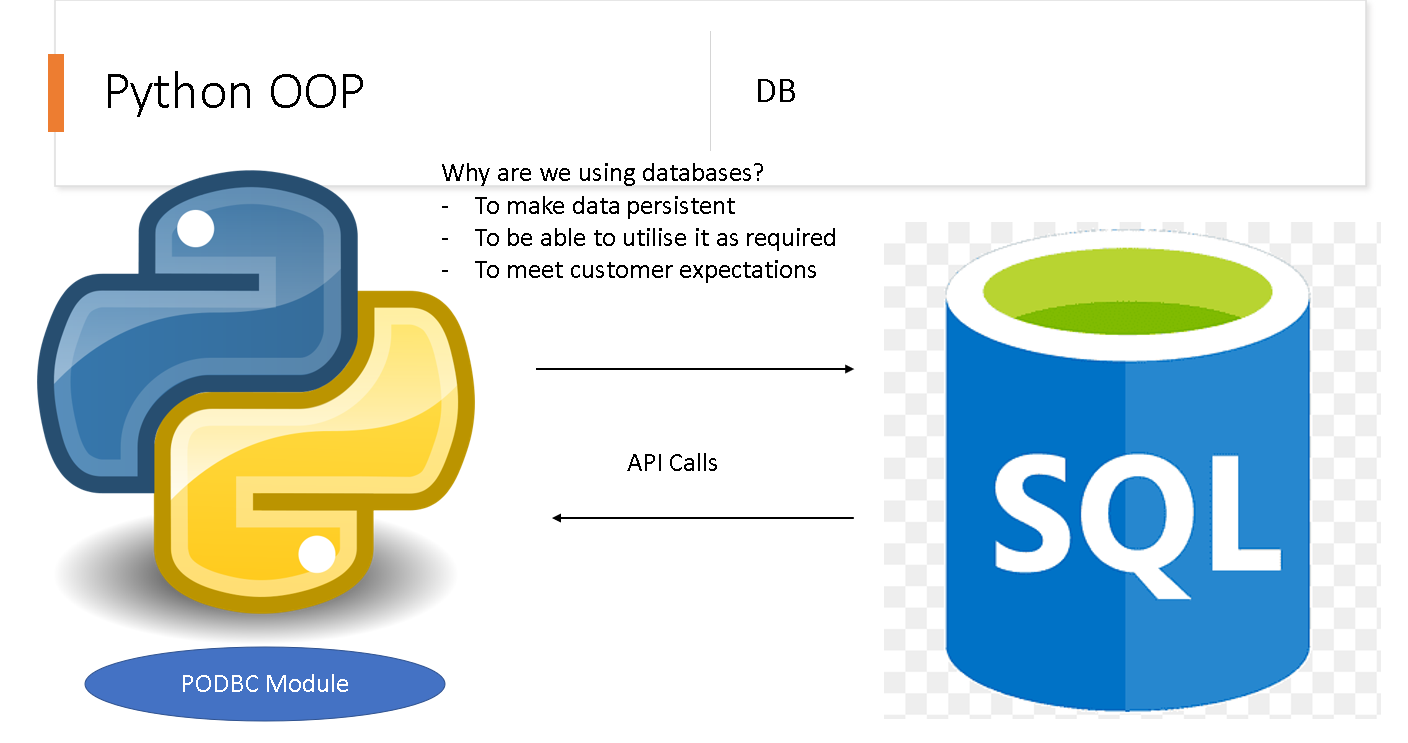 Python OOP
DB
Why are we using databases?
- To make data persistent
- To be able to utilise it as required
- To meet customer expectations
API Calls
SQL
PODBC Module